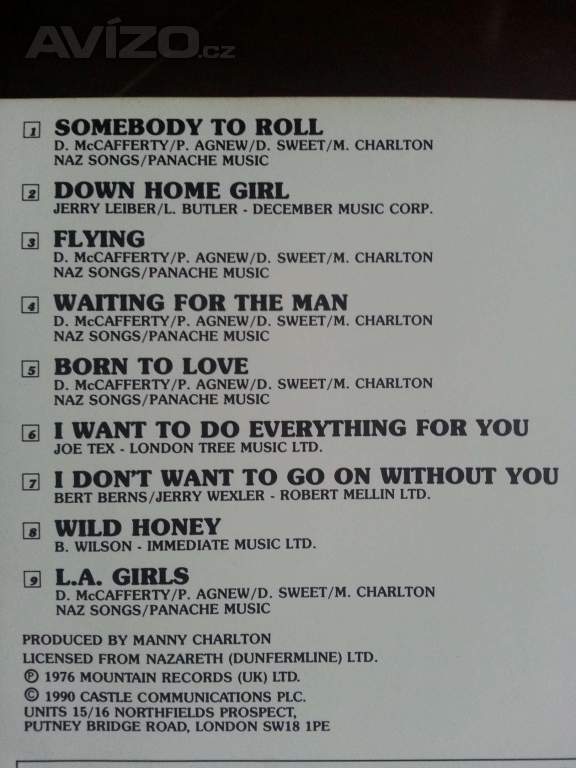 AVÍZO.cz
1 SOMEBODY TO ROLL
D. McCAFFERTY/P. AGNEW/D. SWEET/M. CHARLTON
NAZ SONGS/PANACHE MUSIC
2 DOWN HOME GIRL
JERRY LEIBER/L. BUTLER - DECEMBER MUSIC CORP.
3 FLYING
D. McCAFFERTY/P. AGNEW/D. SWEET/M. CHARLTON
NAZ SONGS/PANACHE MUSIC
4 WAITING FOR THE MAN
D. McCAFFERTY/P. AGNEW/D. SWEET/M. CHARLTON
NAZ SONGS/PANACHE MUSIC
5 BORN TO LOVE
D. McCAFFERTY/P. AGNEW/D. SWEET/M. CHARLTON
NAZ SONGS/PANACHE MUSIC
6 I WANT TO DO EVERYTHING FOR YOU
JOE TEX - LONDON TREE MUSIC LTD.
7 I DON'T WANT TO GO ON WITHOUT YOU
BERT BERNS/JERRY WEXLER - ROBERT MELLIN LTD.
8 WILD HONEY
B. WILSON - IMMEDIATE MUSIC LTD.
9 L.A. GIRLS
D. McCAFFERTY/P. AGNEW/D. SWEET/M. CHARLTON
NAZ SONGS/PANACHE MUSIC
PRODUCED BY MANNY CHARLTON
LICENSED FROM NAZARETH (DUNFERMLINE) LTD.
℗ 1976 MOUNTAIN RECORDS (UK) LTD.
© 1990 CASTLE COMMUNICATIONS PLC.
UNITS 15/16 NORTHFIELDS PROSPECT,
PUTNEY BRIDGE ROAD, LONDON SW18 1PE